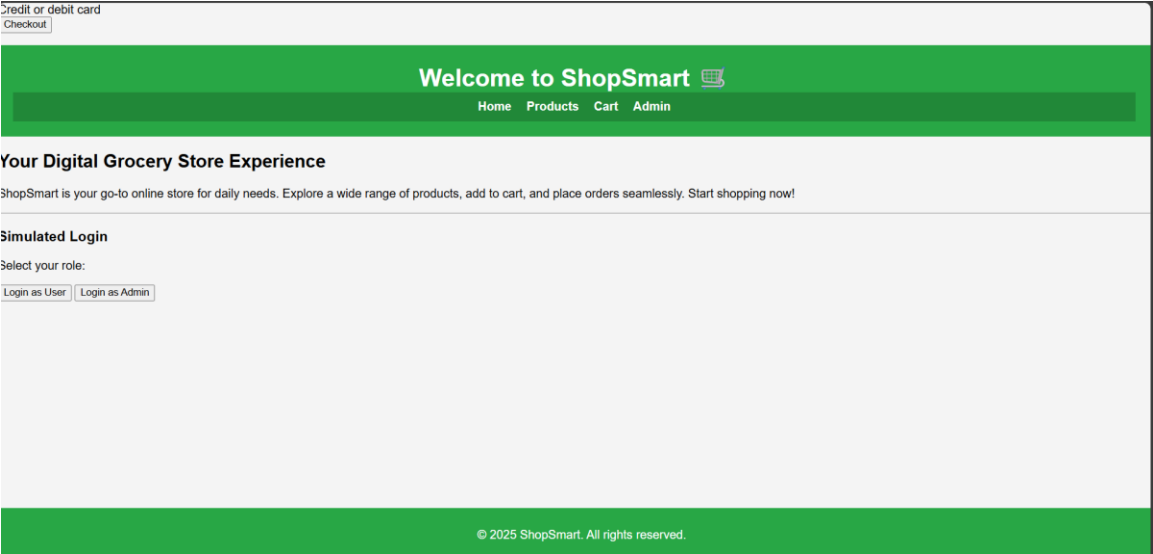 Credit or debit card
Checkout
Welcome to ShopSmart
Home Products Cart Admin
Your Digital Grocery Store Experience
ShopSmart is your go-to online store for daily needs. Explore a wide range of products, add to cart, and place orders seamlessly. Start shopping now!
Simulated Login
Select your role:
Login as User Login as Admin
© 2025 ShopSmart. All rights reserved.